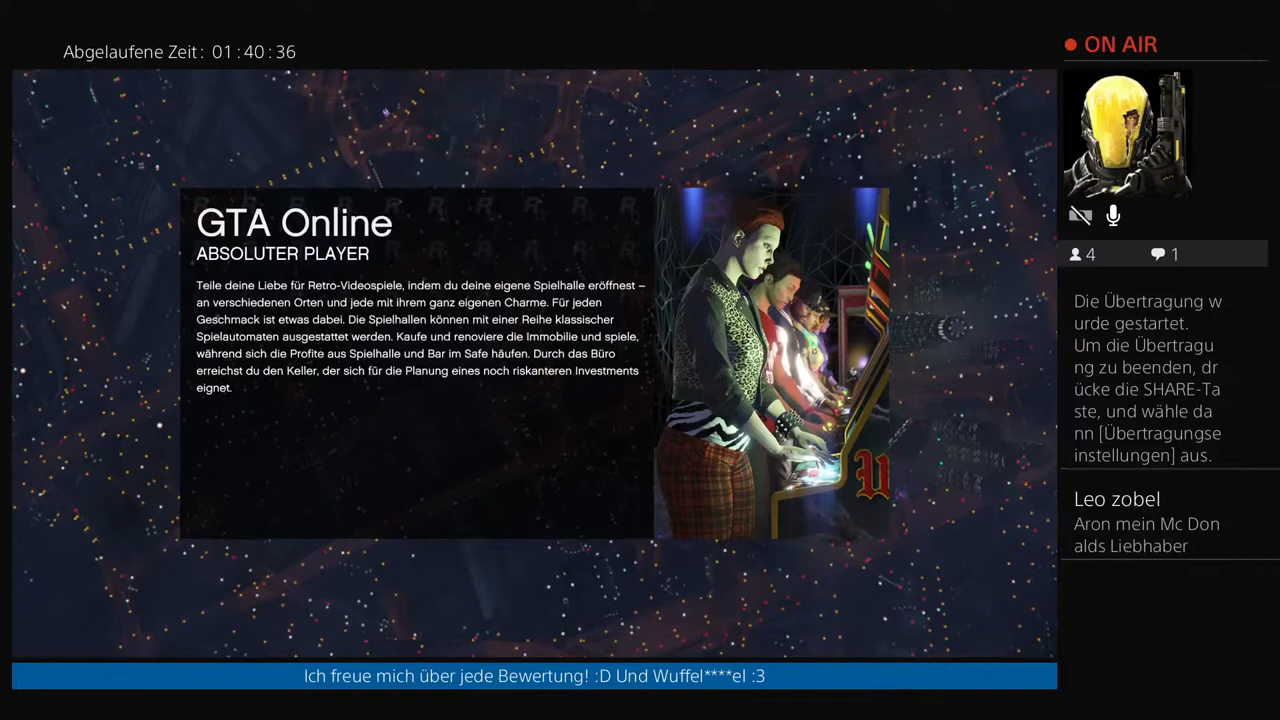 Abgelaufene Zeit: 01:40:36
ON AIR
GTA Online
ABSOLUTER PLAYER
Teile deine Liebe für Retro-Videospiele, indem du deine eigene Spielhalle eröffnest –
an verschiedenen Orten und jede mit ihrem ganz eigenen Charme. Für jeden
Geschmack ist etwas dabei. Die Spielhallen können mit einer Reihe klassischer
Spielautomaten ausgestattet werden. Kaufe und renoviere die Immobilie und spiele,
während sich die Profite aus Spielhalle und Bar im Safe häufen. Durch das Büro
erreichst du den Keller, der sich für die Planung eines noch riskanteren Investments
eignet.
4 1
Die Übertragung w
urde gestartet.
Um die Übertragu
ng zu beenden, dr
ücke die SHARE-Ta
ste, und wähle da
nn [Übertragungse
instellungen] aus.
Leo zobel
Aron mein Mc Don
alds Liebhaber
Ich freue mich über jede Bewertung! :D Und Wuffel****el :3